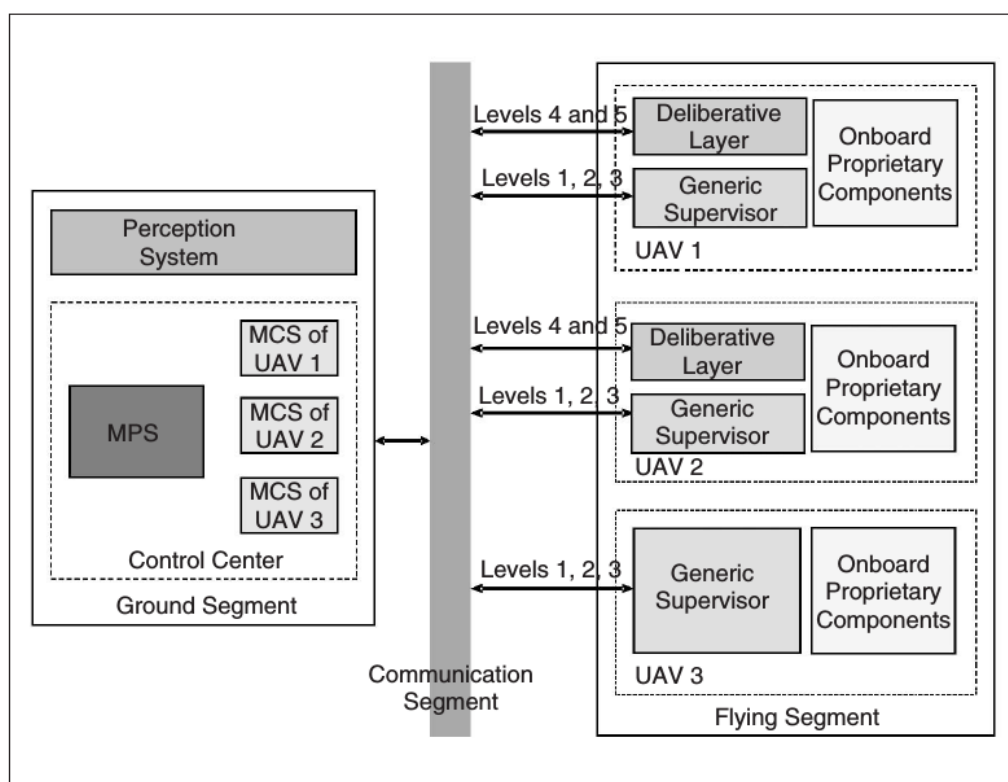 Perception
System
MCS of
UAV 1
MPS
MCS of
UAV 2
MCS of
UAV 3
Control Center
Ground Segment
Communication
Segment
Levels 4 and 5
Deliberative
Layer
Levels 1, 2, 3
Generic
Supervisor
Onboard
Proprietary
Components
UAV 1
Levels 4 and 5
Deliberative
Layer
Levels 1, 2, 3
Generic
Supervisor
Onboard
Proprietary
Components
UAV 2
Levels 1, 2, 3
Generic
Supervisor
Onboard
Proprietary
Components
UAV 3
Flying Segment